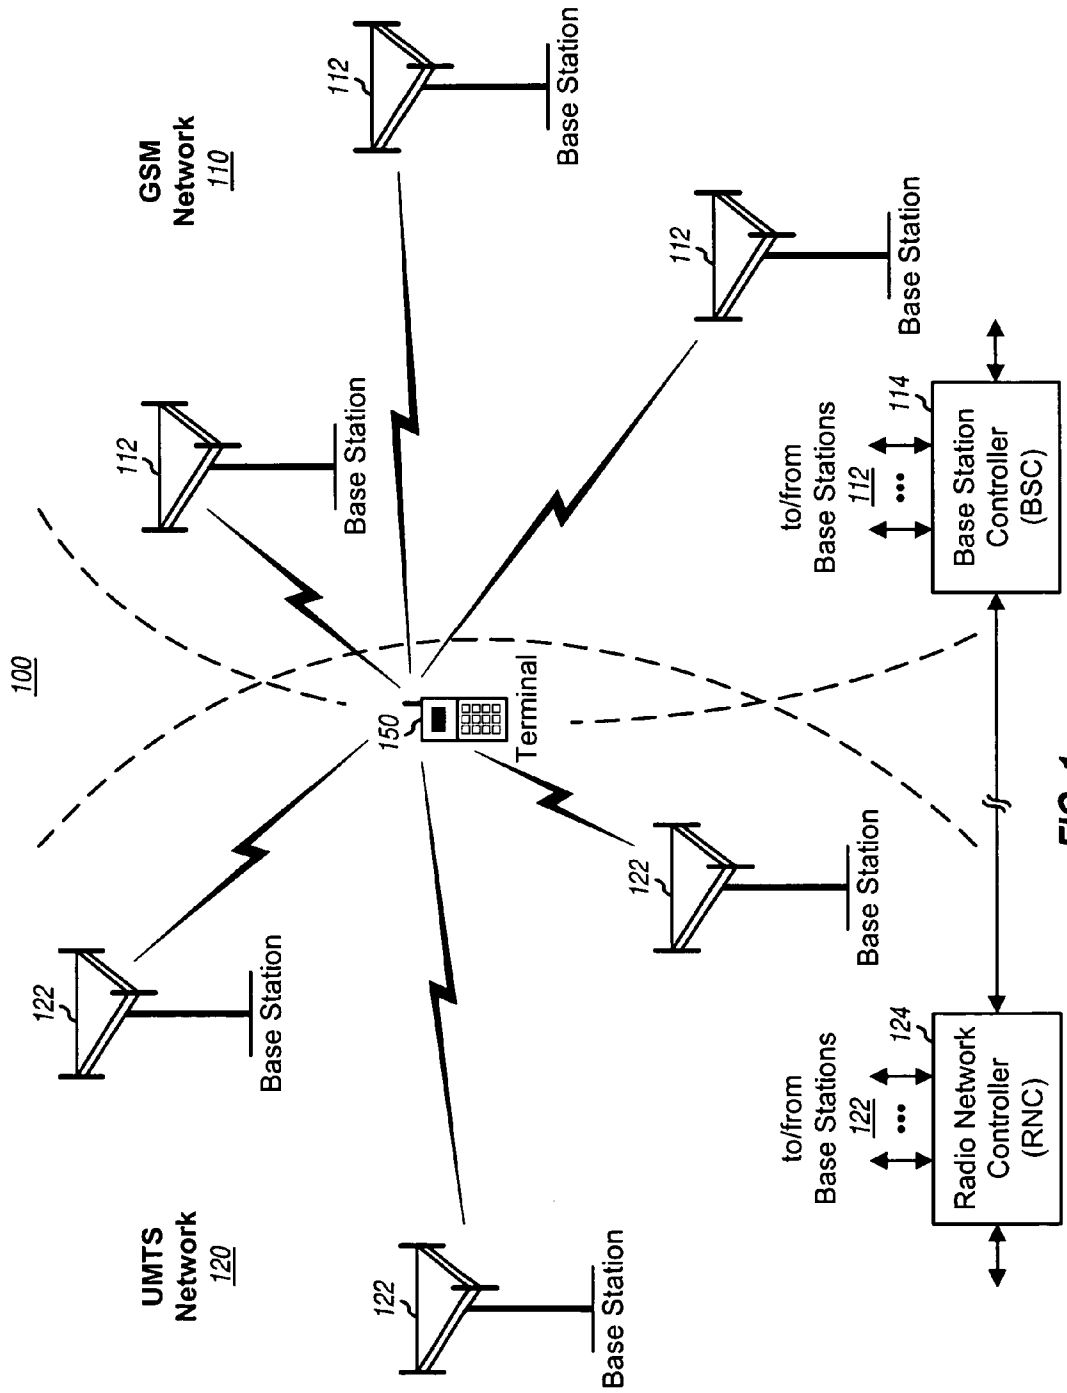 100
UMTS
Network
120
GSM
Network
110
122
Base Station
112
Base Station
112
Base Station
122
Base Station
150
Terminal
122
Base Station
112
Base Station
to/from
Base Stations
122
•••
124
Radio Network
Controller
(RNC)
to/from
Base Stations
112
•••
114
Base Station
Controller
(BSC)
FIG. 1